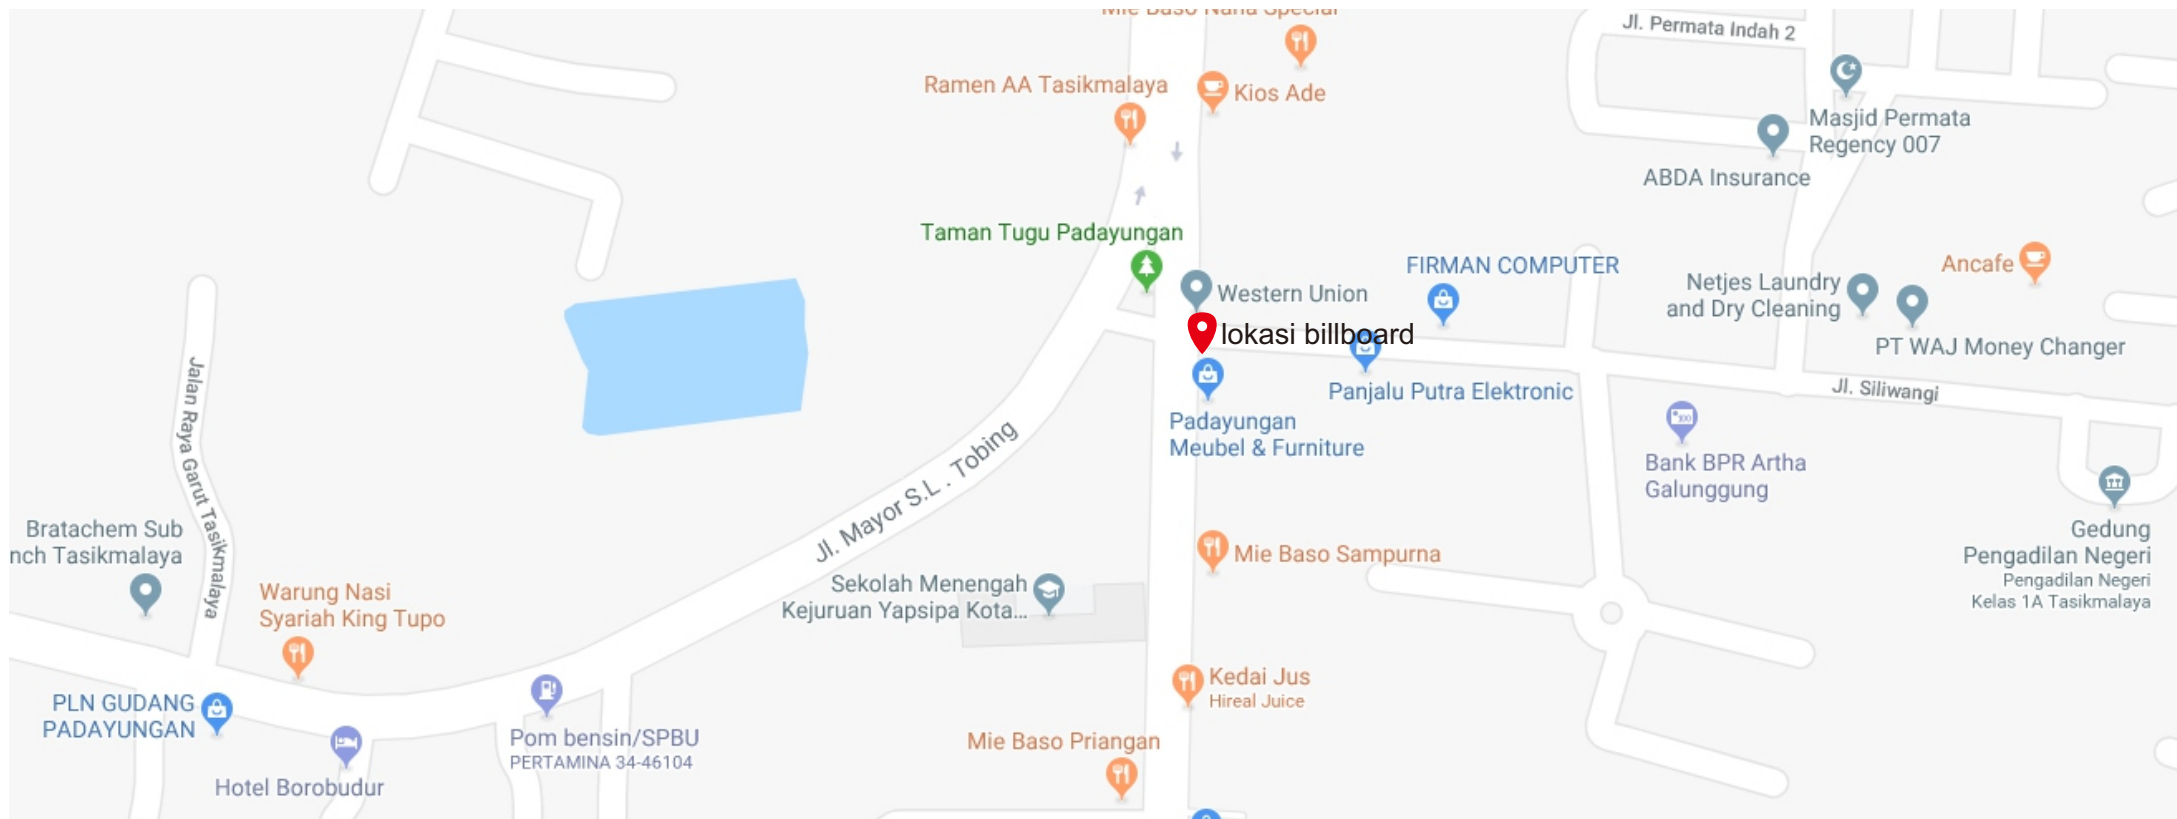 Mie Baso Nana Special
Jl. Permata Indah 2
Ramen AA Tasikmalaya
Kios Ade
Masjid Permata
Regency 007
ABDA Insurance
Taman Tugu Padayungan
FIRMAN COMPUTER
Ancafe
Western Union
Netjes Laundry
and Dry Cleaning
lokasi billboard
PT WAJ Money Changer
Panjalu Putra Elektronic
Jl. Siliwangi
Padayungan
Meubel & Furniture
Jalan Raya Garut Tasikmalaya
Jl. Mayor S.L . Tobing
Bank BPR Artha
Galunggung
Bratachem Sub
nch Tasikmalaya
Mie Baso Sampurna
Gedung
Pengadilan Negeri
Pengadilan Negeri
Kelas 1A Tasikmalaya
Warung Nasi
Syariah King Tupo
Sekolah Menengah
Kejuruan Yapsipa Kota...
Kedai Jus
Hireal Juice
PLN GUDANG
PADAYUNGAN
Pom bensin/SPBU
PERTAMINA 34-46104
Mie Baso Priangan
Hotel Borobudur